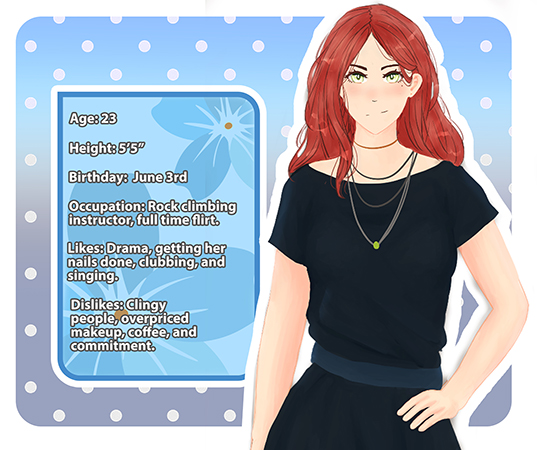 Age: 23
Height: 5'5"
Birthday: June 3rd
Occupation: Rock climbing
instructor, full time flirt.
Likes: Drama, getting her
nails done, clubbing, and
singing.
Dislikes: Clingy
people, overpriced
makeup, coffee, and
commitment.